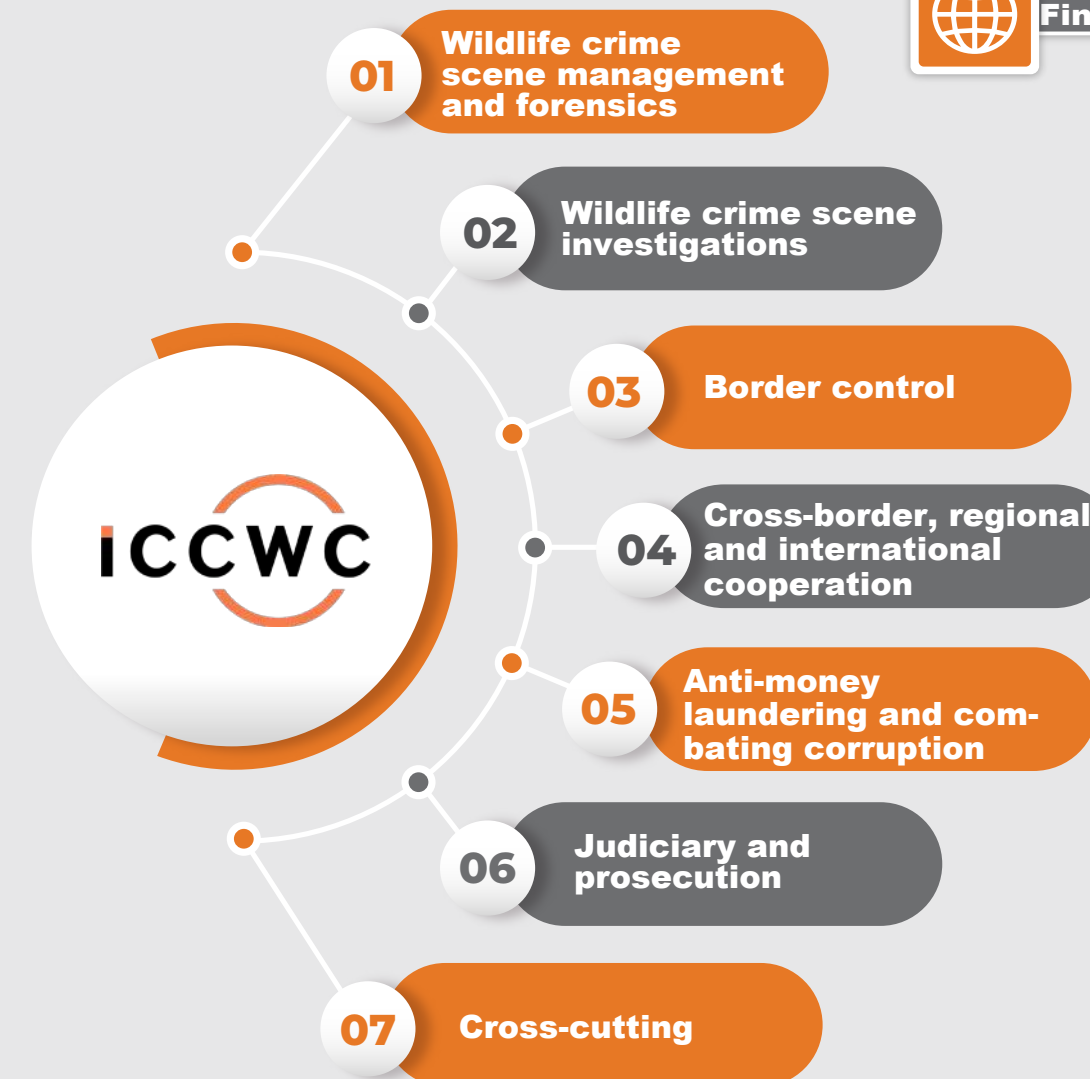 Fin
01
Wildlife crime
scene management
and forensics
02
Wildlife crime scene
investigations
03
Border control
04
Cross-border, regional
and international
cooperation
iCCWC
05
Anti-money
laundering and com-
bating corruption
06
Judiciary and
prosecution
07
Cross-cutting